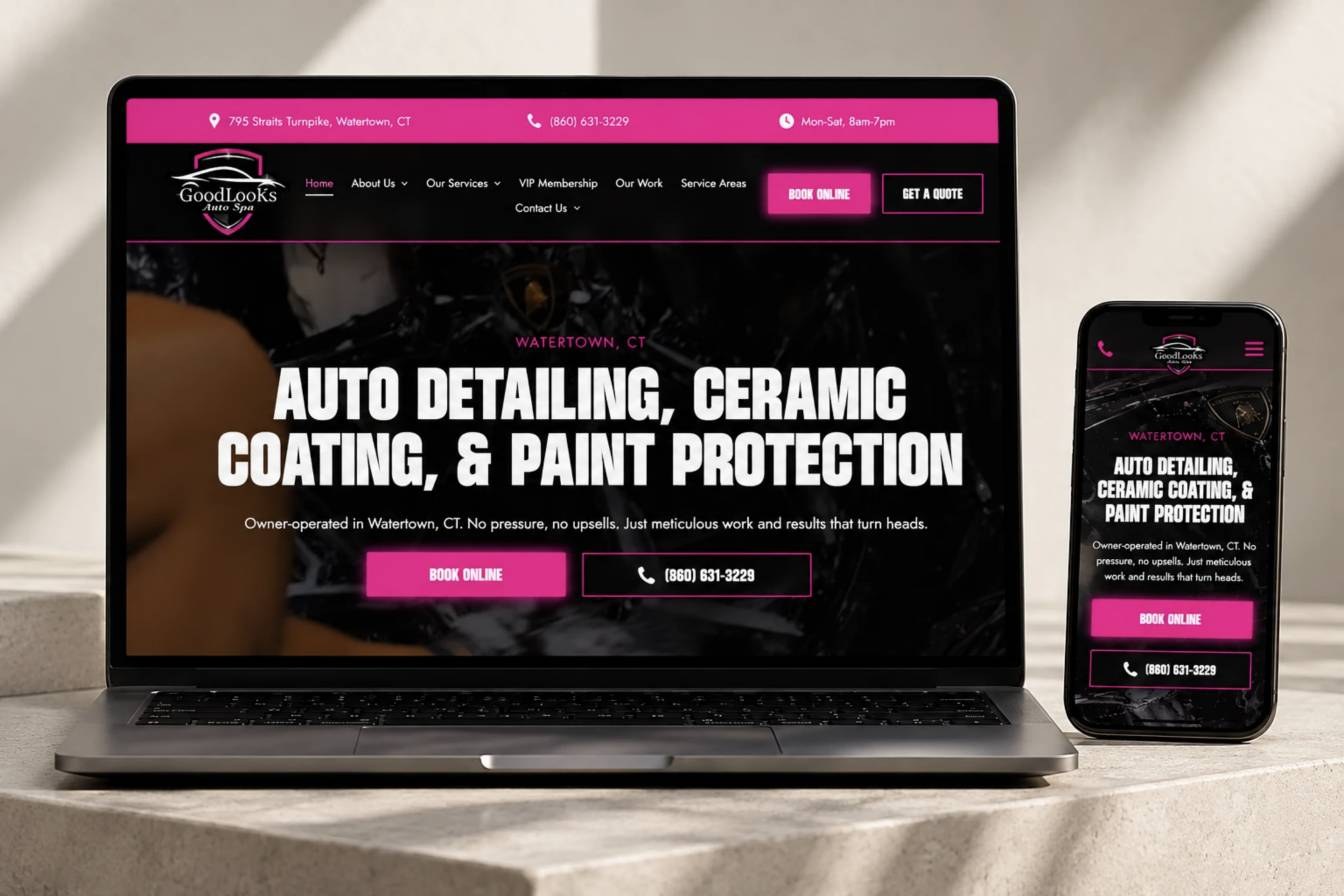 795 Straits Turnpike, Watertown, CT
(860) 631-3229
Mon-Sat, 8am-7pm
GoodLooKs
Auto Spa
Home
About Us
Our Services
VIP Membership
Our Work
Service Areas
Contact Us
BOOK ONLINE
GET A QUOTE
WATERTOWN, CT
AUTO DETAILING, CERAMIC
COATING, & PAINT PROTECTION
Owner-operated in Watertown, CT. No pressure, no upsells. Just meticulous work and results that turn heads.
BOOK ONLINE
(860) 631-3229
GoodLooKs
Auto Spa
WATERTOWN, CT
AUTO DETAILING,
CERAMIC COATING, &
PAINT PROTECTION
Owner-operated in Watertown, CT. No
pressure, no upsells. Just meticulous
work and results that turn heads.
BOOK ONLINE
(860) 631-3229